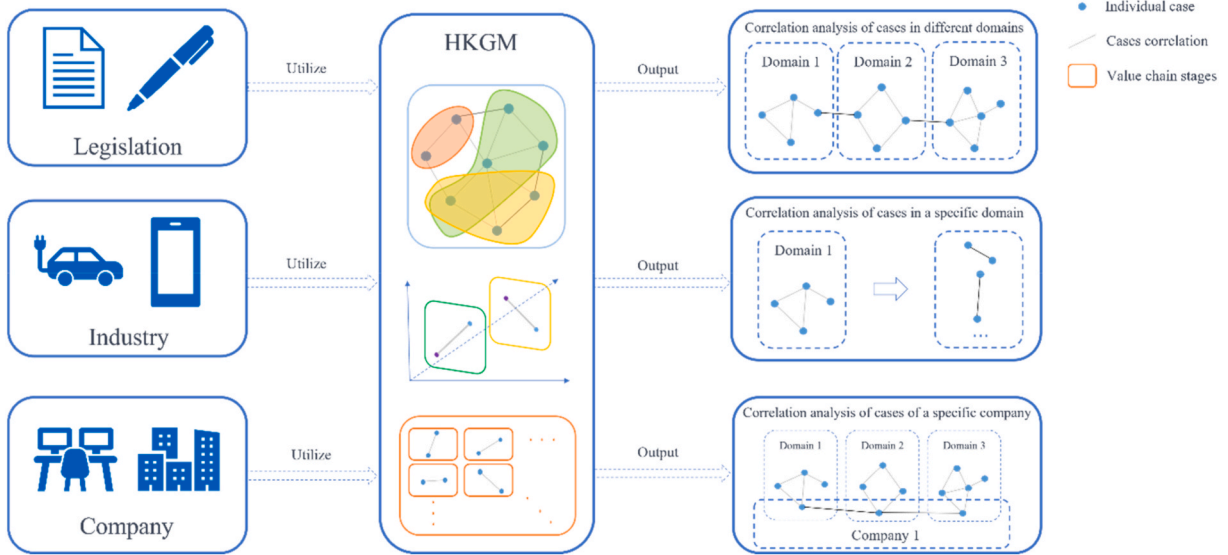 Legislation
Industry
Company
Utilize
Utilize
Utilize
HKGM
Output
Output
Output
Correlation analysis of cases in different domains
Domain 1
Domain 2
Domain 3
Correlation analysis of cases in a specific domain
Domain 1
...
Correlation analysis of cases of a specific company
Domain 1
Domain 2
Domain 3
Company 1
Individual case
Cases correlation
Value chain stages